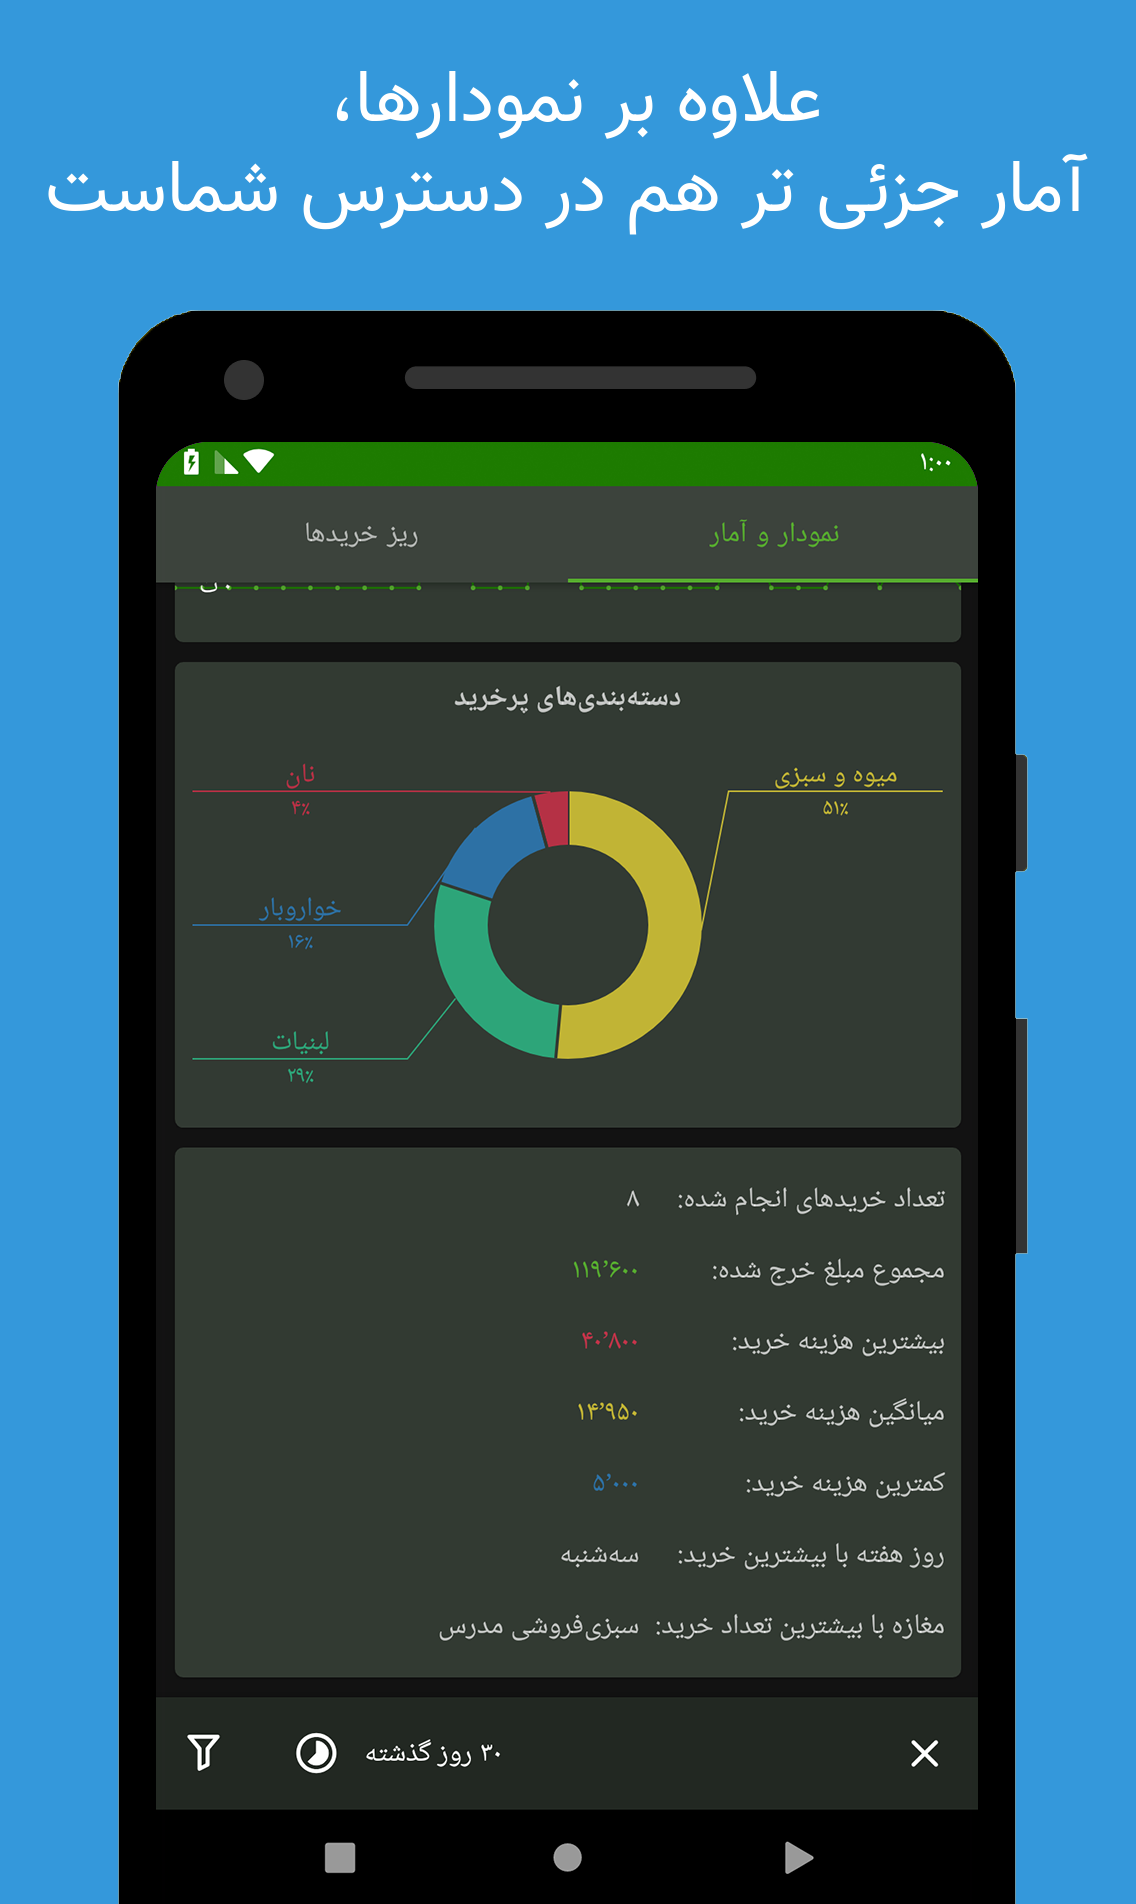 علاوه بر نمودارها،
آمار جزئی تر هم در دسترس شماست
۱:۰۰
نمودار و آمار
ریز خریدها
دسته‌بندی‌های پرخرید
میوه و سبزی
۵۱٪
نان
۴٪
خواروبار
۱۶٪
لبنیات
۲۹٪
تعداد خریدهای انجام شده: ۸
مجموع مبلغ خرج شده: ۱۱۹٬۶۰۰
بیشترین هزینه خرید: ۴۰٬۸۰۰
میانگین هزینه خرید: ۱۴٬۹۵۰
کمترین هزینه خرید: ۵٬۰۰۰
روز هفته با بیشترین خرید: سه‌شنبه
مغازه با بیشترین تعداد خرید: سبزی‌فروشی مدرس
۳۰ روز گذشته